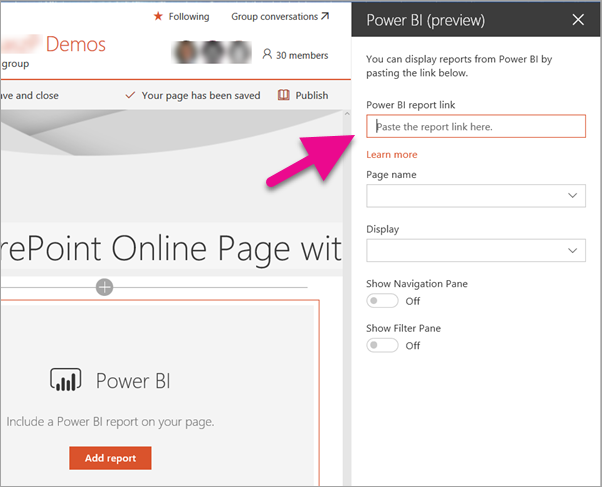 Following
Group conversations
Demos
group
30 members
ve and close
Your page has been saved
Publish
rePoint Online Page wit
Power BI
Include a Power BI report on your page.
Add report
Power BI (preview)
You can display reports from Power BI by
pasting the link below.
Power BI report link
Paste the report link here.
Learn more
Page name
Display
Show Navigation Pane
Off
Show Filter Pane
Off